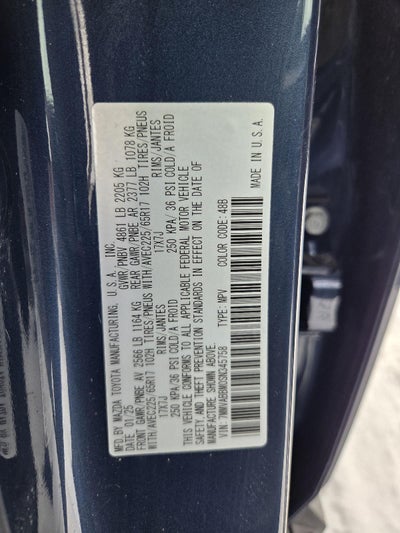 MFD. BY MAZDA TOYOTA MANUFACTURING, U.S.A., INC.
DATE: 01/25 GVWR/PNBV 4861 LB 2205 KG
FRONT GAWR/PNBE AV 2566 LB 1164 KG REAR GAWR/PNBE AR 2377 LB 1078 KG
WITH/AVEC225/65R17 102H TIRES/PNEUS WITH/AVEC225/65R17 102H TIRES/PNEUS
17X7J RIMS/JANTES 17X7J RIMS/JANTES
250 KPA/36 PSI COLD/A FROID 250 KPA/ 36 PSI COLD/A FROID
THIS VEHICLE CONFORMS TO ALL APPLICABLE FEDERAL MOTOR VEHICLE
SAFETY AND THEFT PREVENTION STANDARDS IN EFFECT ON THE DATE OF
MANUFACTURE SHOWN ABOVE.
TYPE: MPV COLOR CODE: 48B MADE IN U.S.A.